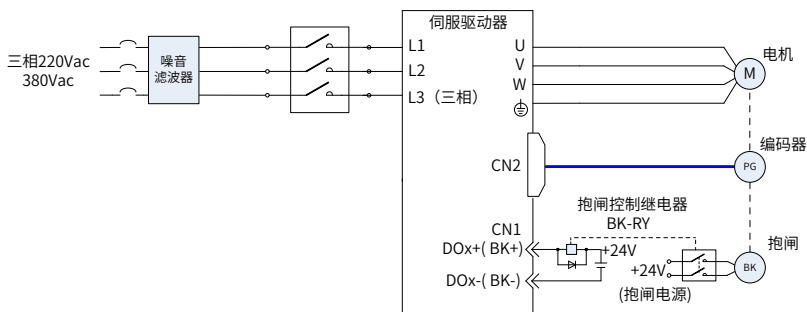 伺服驱动器
三相220Vac
380Vac
噪音
滤波器
L1
L2
L3（三相）
U
V
W
电机
M
CN2
编码器
PG
抱闸控制继电器
BK-RY
CN1
DOx+( BK+)
+24V
DOx-( BK-)
+24V
(抱闸电源)
抱闸
BK